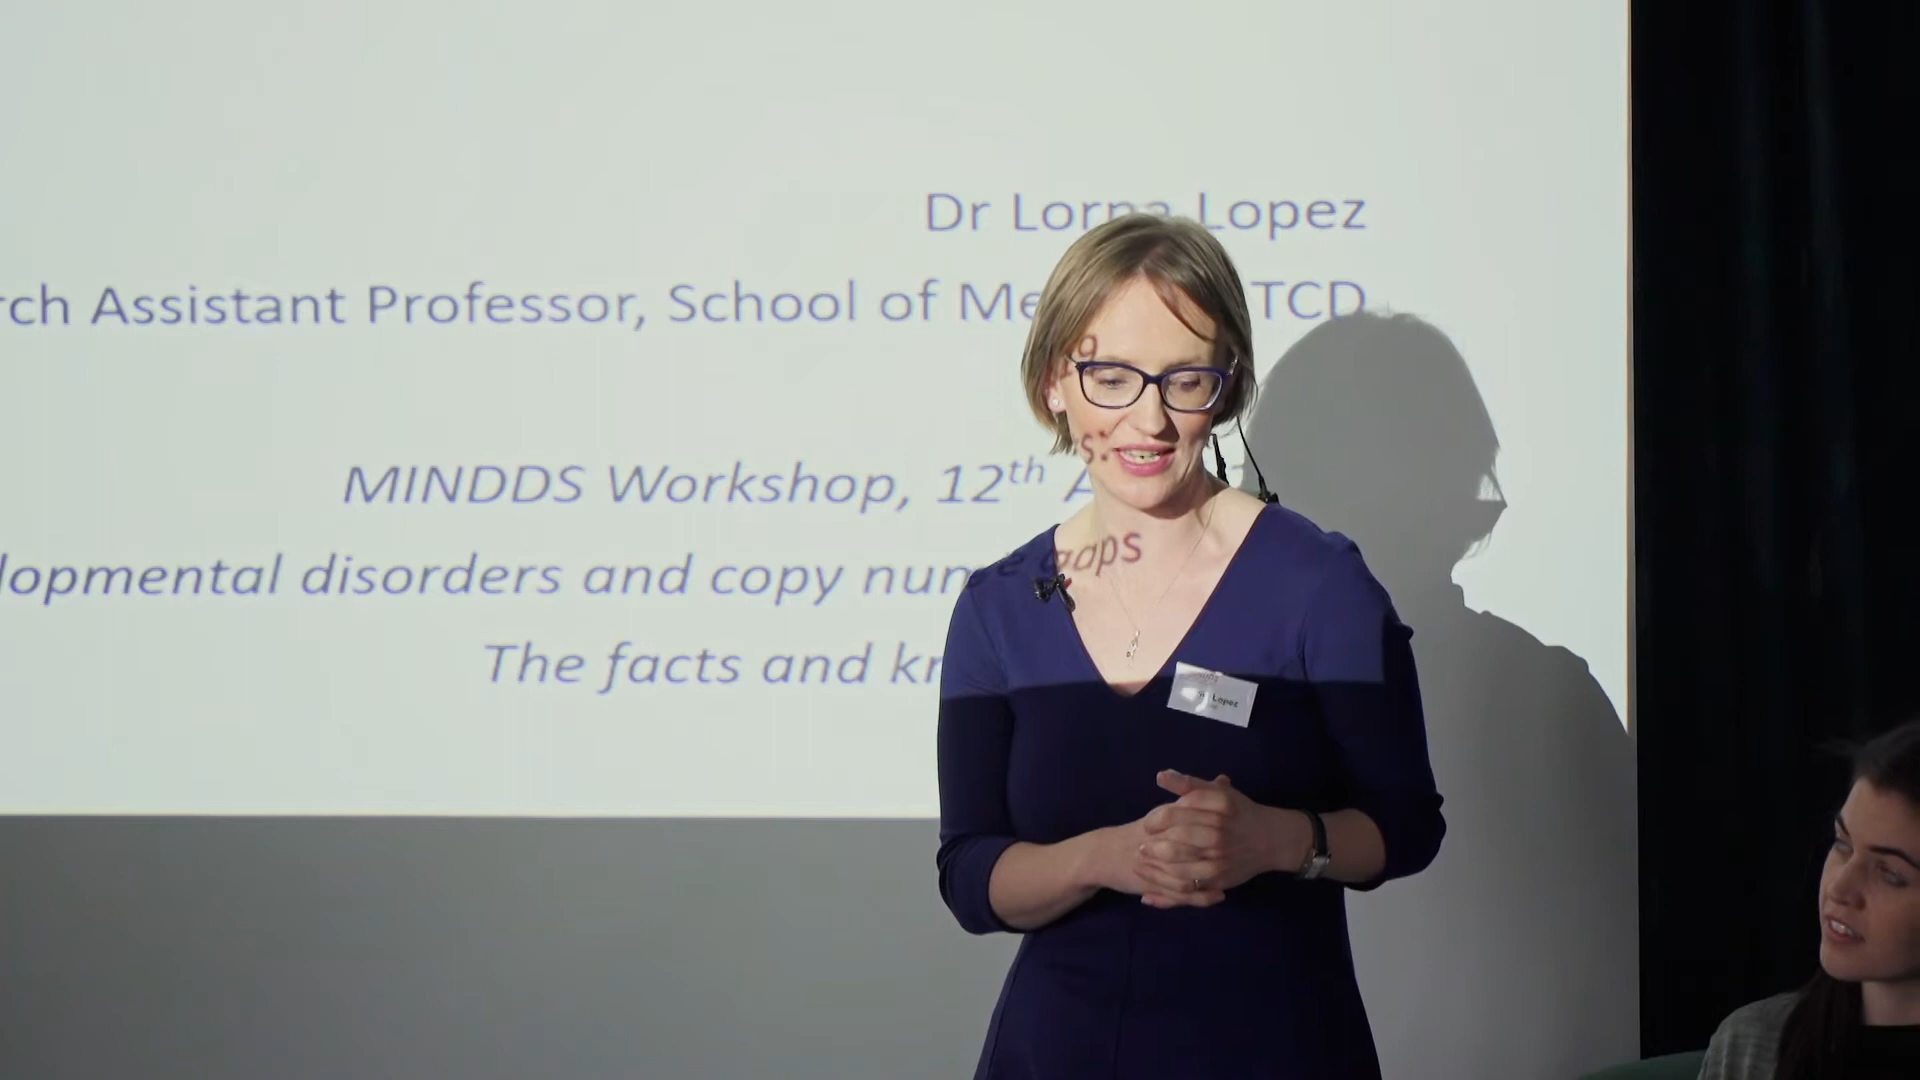 Dr Lorna Lopez
rch Assistant Professor, School of Me TCD
9
s:
MINDDS Workshop, 12th A
lopmental disorders and copy num e gaps
The facts and kn
Lopez